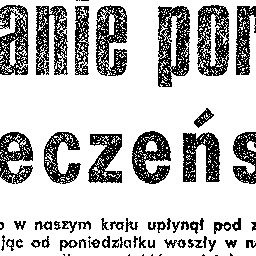 anie por
eczeńs
o w naszym kraju upłynął pod z
jąc od poniedziałku weszły w n